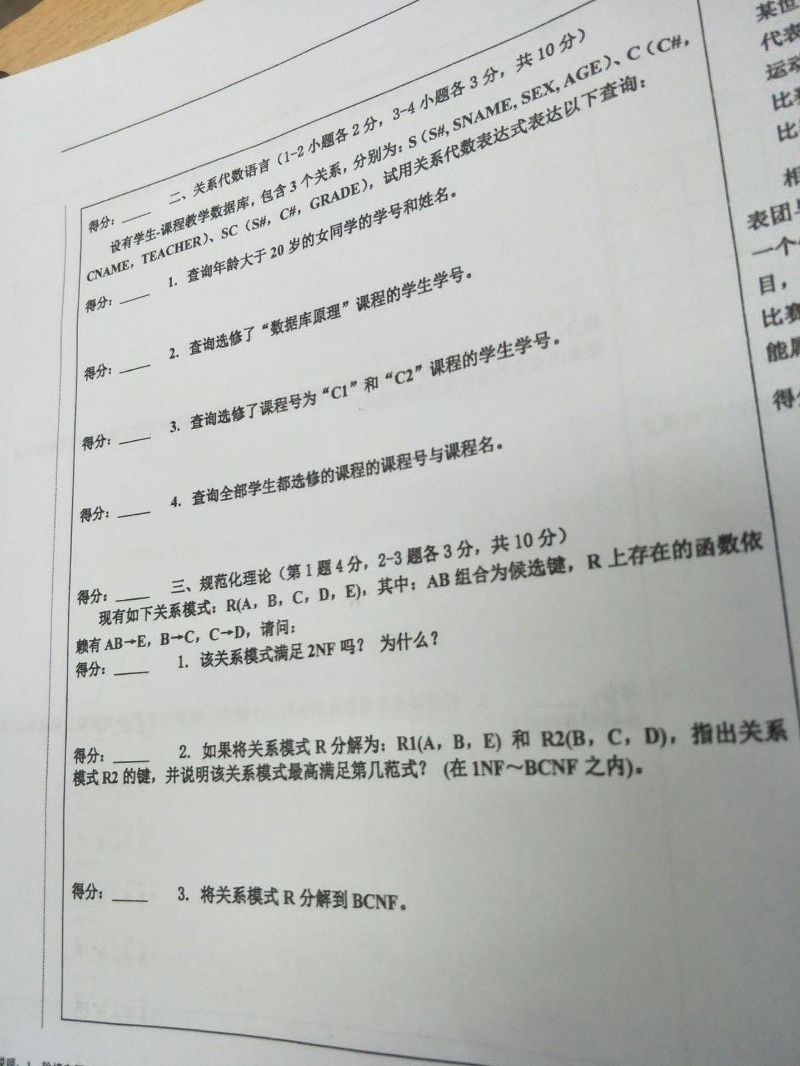 得分：____ 二、关系代数语言（1-2 小题各 2 分，3-4 小题各 3 分，共 10 分）
设有学生-课程教学数据库，包含 3 个关系，分别为：S（S#, SNAME, SEX, AGE）、C（C#，
CNAME，TEACHER）、SC（S#，C#，GRADE），试用关系代数表达式表达以下查询：
得分：____ 1. 查询年龄大于 20 岁的女同学的学号和姓名。
得分：____ 2. 查询选修了“数据库原理”课程的学生学号。
得分：____ 3. 查询选修了课程号为“C1”和“C2”课程的学生学号。
得分：____ 4. 查询全部学生都选修的课程的课程号与课程名。
得分：____ 三、规范化理论（第 1 题 4 分，2-3 题各 3 分，共 10 分）
现有如下关系模式：R(A，B，C，D，E)，其中：AB 组合为候选键，R 上存在的函数依
赖有 AB→E，B→C，C→D，请问：
得分：____ 1. 该关系模式满足 2NF 吗？ 为什么？
得分：____ 2. 如果将关系模式 R 分解为：R1(A，B，E) 和 R2(B，C，D)，指出关系
模式 R2 的键，并说明该关系模式最高满足第几范式？ (在 1NF～BCNF 之内)。
得分：____ 3. 将关系模式 R 分解到 BCNF。
代表
比
表团
一个
目，
比赛
得分